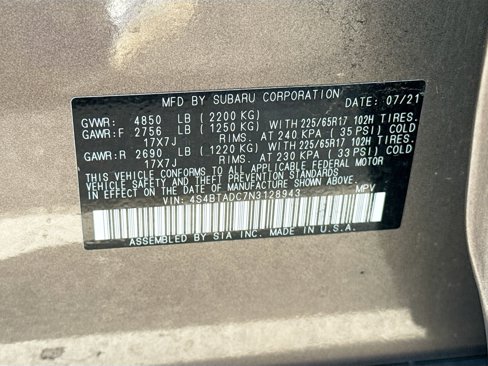 MFD BY SUBARU CORPORATION DATE: 07/21
GVWR: 4850 LB (2200 KG)
GAWR:F 2756 LB (1250 KG) WITH 225/65R17 102H TIRES.
17X7J RIMS. AT 240 KPA (35 PSI) COLD
GAWR:R 2690 LB (1220 KG) WITH 225/65R17 102H TIRES.
17X7J RIMS. AT 230 KPA (33 PSI) COLD
THIS VEHICLE CONFORMS TO ALL APPLICABLE FEDERAL MOTOR
VEHICLE SAFETY AND BUMPER STANDARDS
IN EFFECT ON THE DATE OF MANUFACTURE SHOWN ABOVE.
VIN: 4S4BTADC7N3128943 MPV
ASSEMBLED BY SIA INC. MADE IN U.S.A.